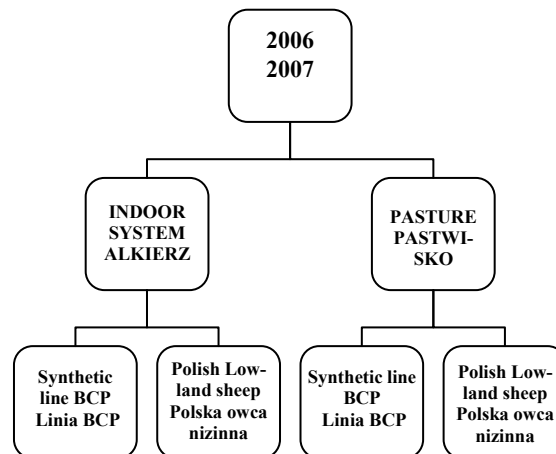 2006
2007
INDOOR
SYSTEM
ALKIERZ
PASTURE
PASTWI-
SKO
Synthetic
line BCP
Linia BCP
Polish Low-
land sheep
Polska owca
nizinna
Synthetic line
BCP
Linia BCP
Polish Low-
land sheep
Polska owca
nizinna